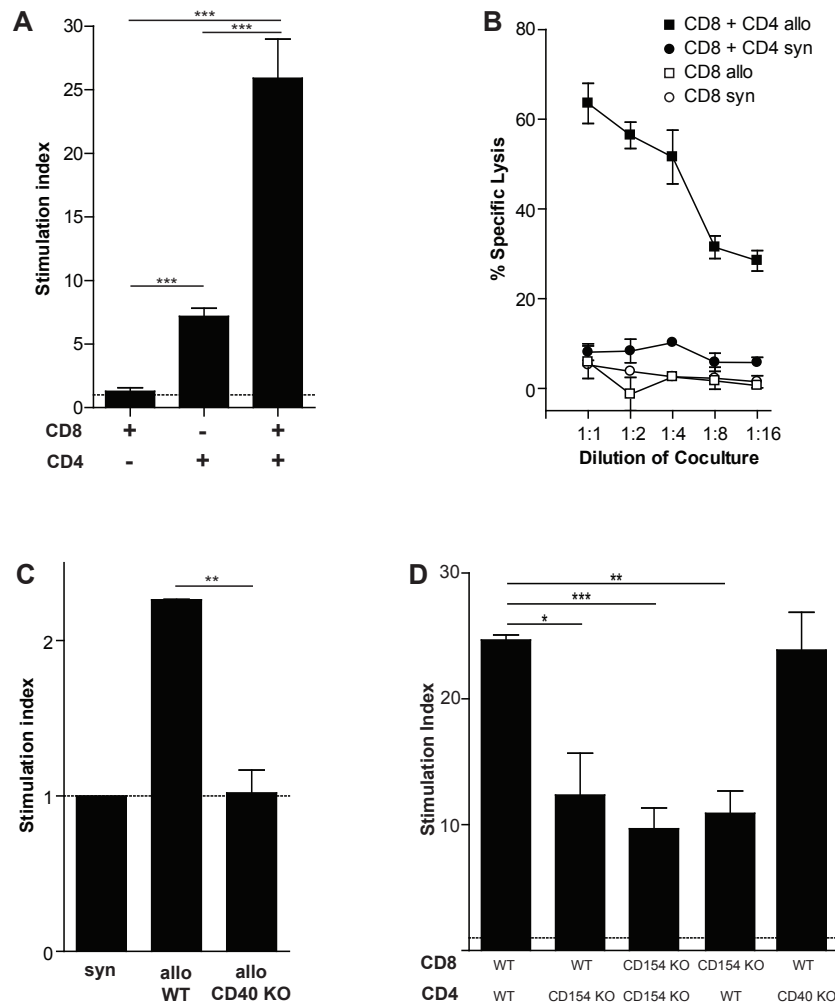 A
***
***
***
30
25
20
15
10
5
0
Stimulation index
CD8 + - +
CD4 - + +
B
CD8 + CD4 allo
CD8 + CD4 syn
CD8 allo
CD8 syn
80
60
40
20
0
% Specific Lysis
1:1 1:2 1:4 1:8 1:16
Dilution of Coculture
C
**
2
1
0
Stimulation index
syn allo allo
WT CD40 KO
D
**
***
*
30
20
10
Stimulation Index
CD8 WT WT CD154 KO CD154 KO WT
CD4 WT CD154 KO CD154 KO WT CD40 KO